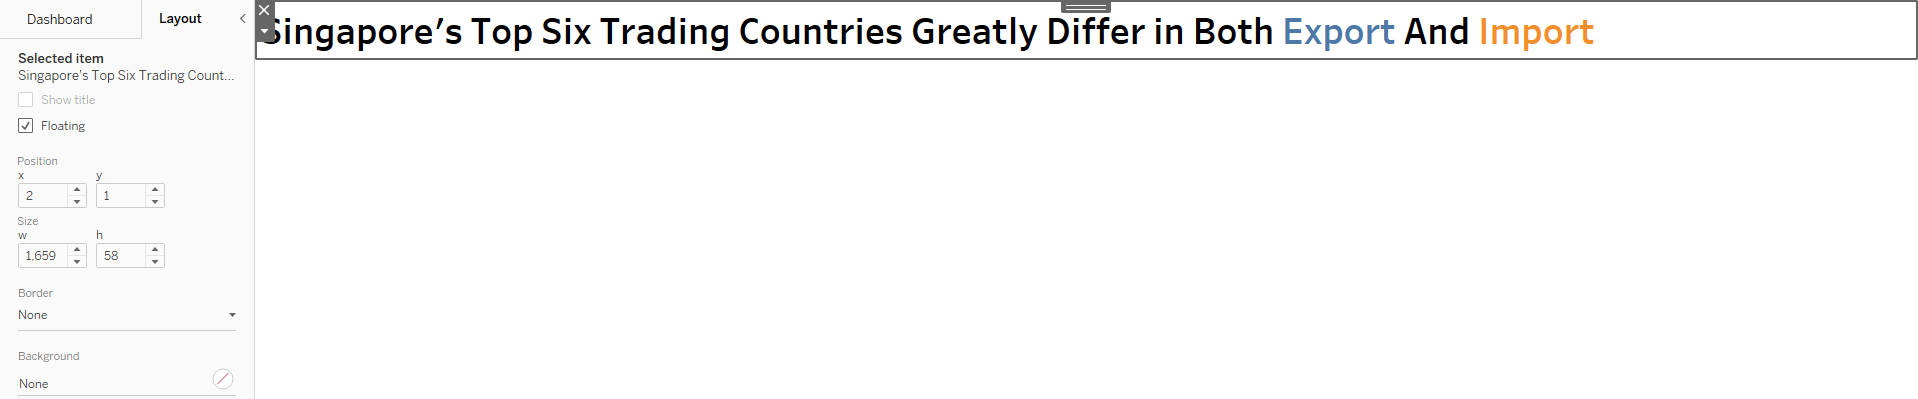 Dashboard Layout
Singapore’s Top Six Trading Countries Greatly Differ in Both Export And Import
Selected item
Singapore's Top Six Trading Count...
Show title
Floating
Position
x y
2 1
Size
w h
1,659 58
Border
None
Background
None